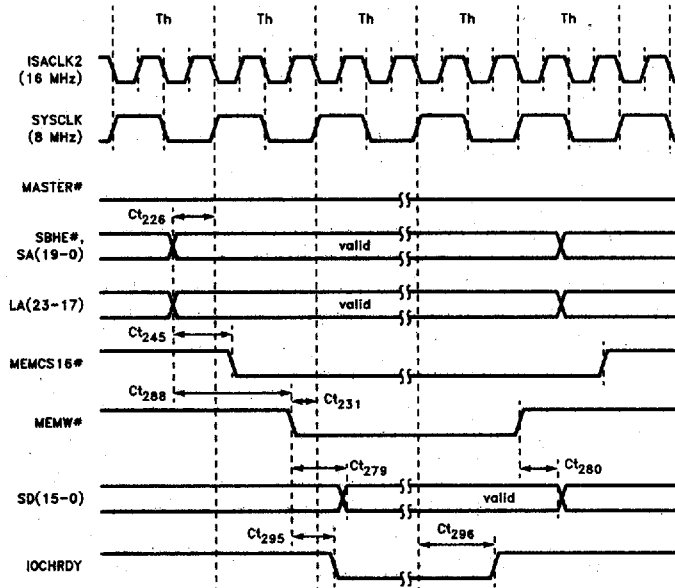 Th Th Th Th Th
ISACLK2
(16 MHz)
SYSCLK
(8 MHz)
MASTER#
Ct226
SBHE#,
SA(19-0)
valid
LA(23-17)
valid
Ct245
MEMCS16#
Ct288
Ct231
MEMW#
Ct279
Ct280
SD(15-0)
valid
Ct295
Ct296
IOCHRDY